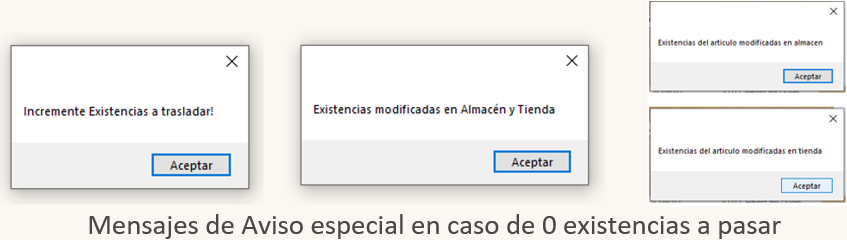 Incremente Existencias a trasladar!
Aceptar
Existencias modificadas en Almacén y Tienda
Aceptar
Existencias del articulo modificadas en almacen
Aceptar
Existencias del articulo modificadas en tienda
Aceptar
Mensajes de Aviso especial en caso de 0 existencias a pasar